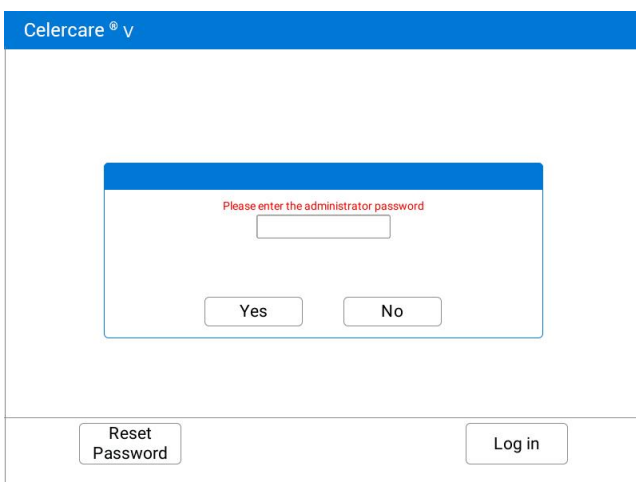 Celercare ® V
Please enter the administrator password
Yes No
Reset
Password
Log in